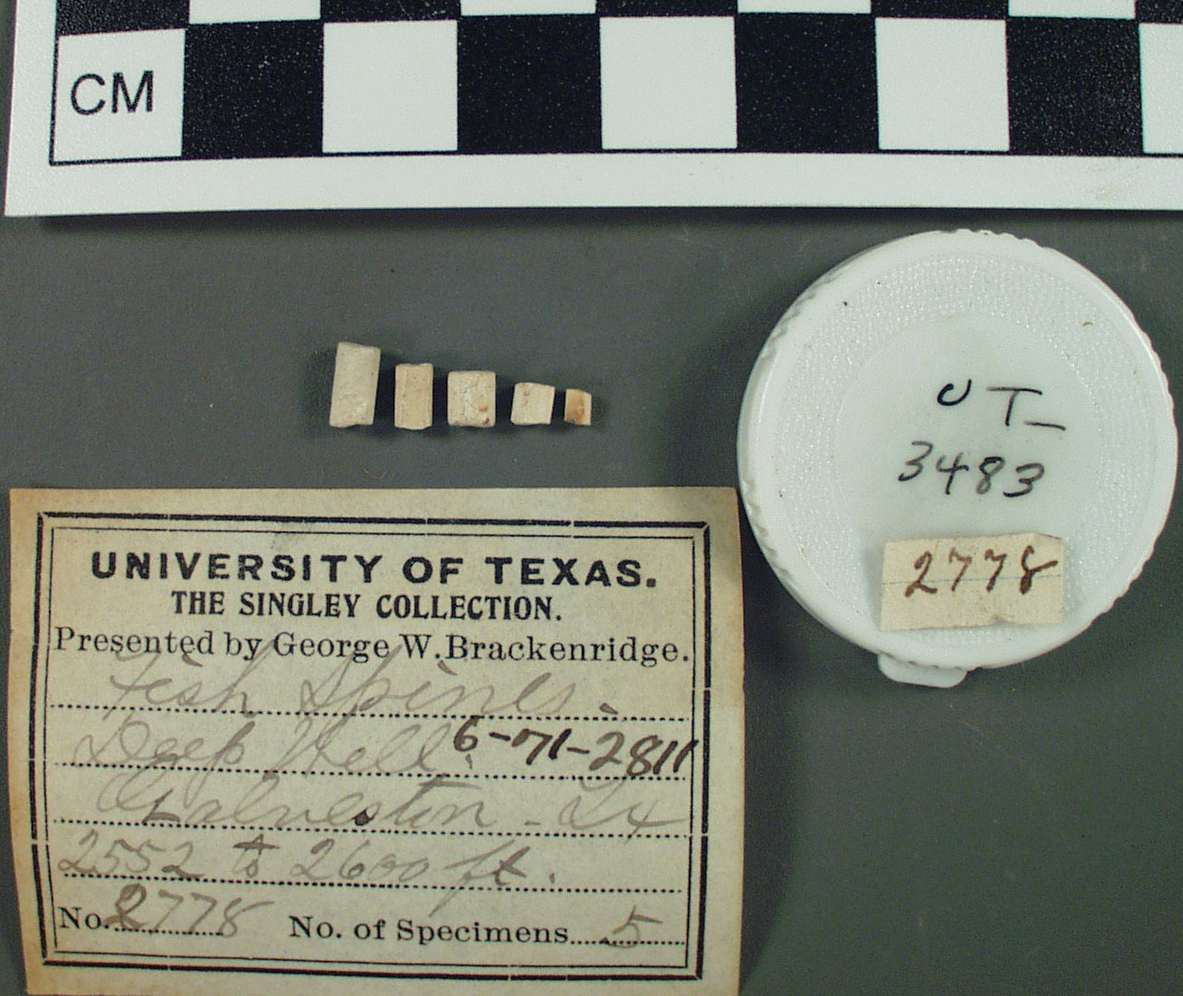 CM
UT
3483
2778
UNIVERSITY OF TEXAS.
THE SINGLEY COLLECTION.
Presented by George W. Brackenridge.
Fish Spines.
Deep Well. 6-71-2811
Galveston - Tx
2552 to 2600 ft.
No. 2778 No. of Specimens 5